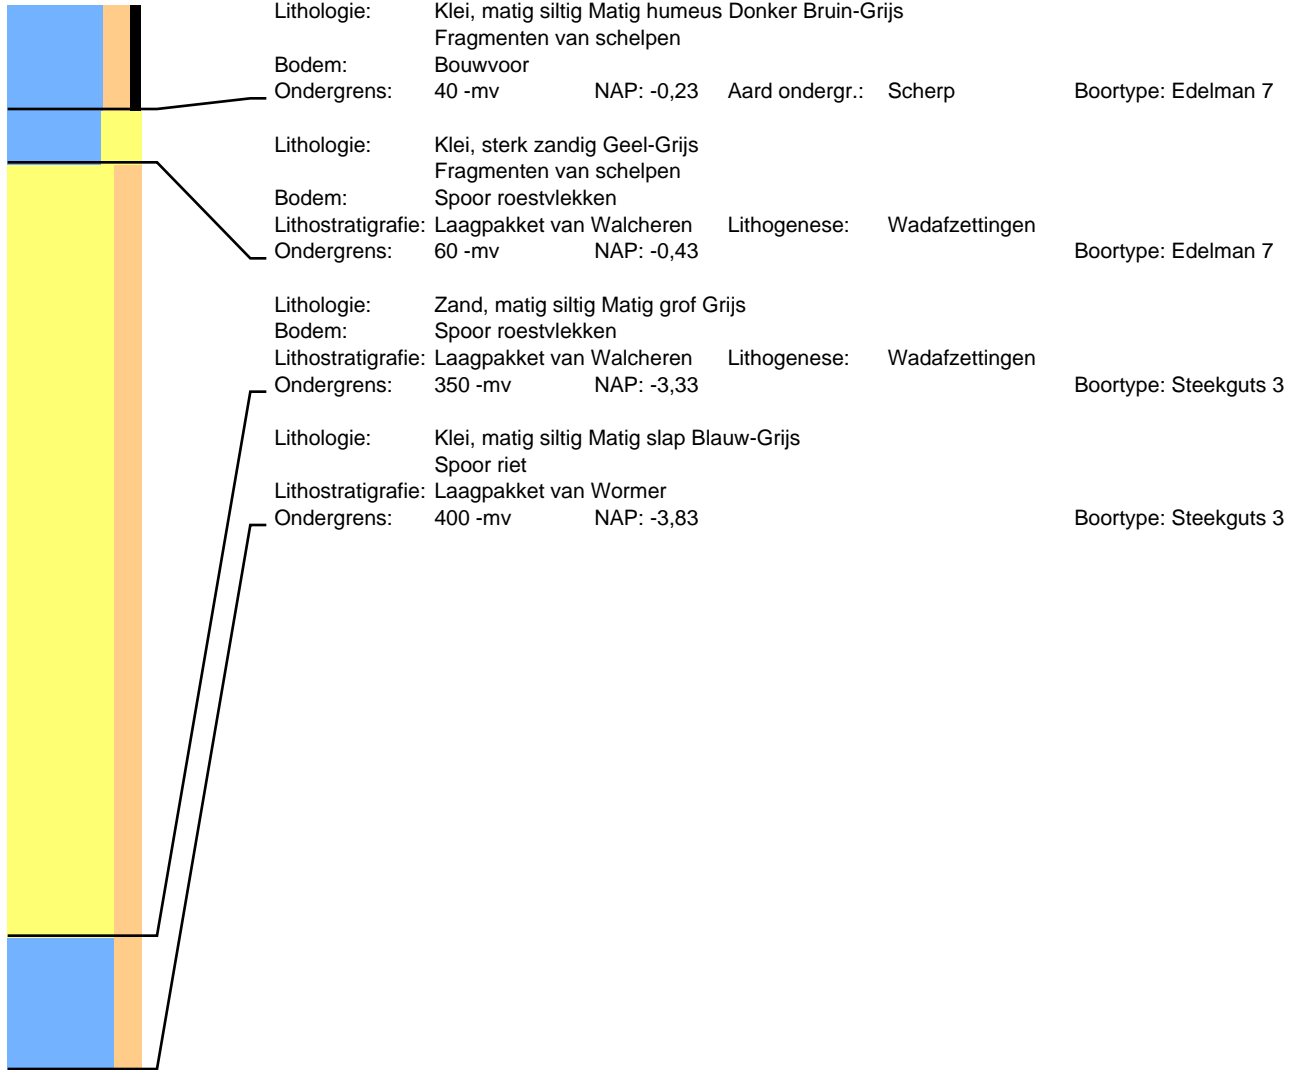 Lithologie: Klei, matig siltig Matig humeus Donker Bruin-Grijs
Fragmenten van schelpen
Bodem: Bouwvoor
Ondergrens: 40 -mv NAP: -0,23 Aard ondergr.: Scherp Boortype: Edelman 7
Lithologie: Klei, sterk zandig Geel-Grijs
Fragmenten van schelpen
Bodem: Spoor roestvlekken
Lithostratigrafie: Laagpakket van Walcheren Lithogenese: Wadafzettingen
Ondergrens: 60 -mv NAP: -0,43 Boortype: Edelman 7
Lithologie: Zand, matig siltig Matig grof Grijs
Bodem: Spoor roestvlekken
Lithostratigrafie: Laagpakket van Walcheren Lithogenese: Wadafzettingen
Ondergrens: 350 -mv NAP: -3,33 Boortype: Steekguts 3
Lithologie: Klei, matig siltig Matig slap Blauw-Grijs
Spoor riet
Lithostratigrafie: Laagpakket van Wormer
Ondergrens: 400 -mv NAP: -3,83 Boortype: Steekguts 3